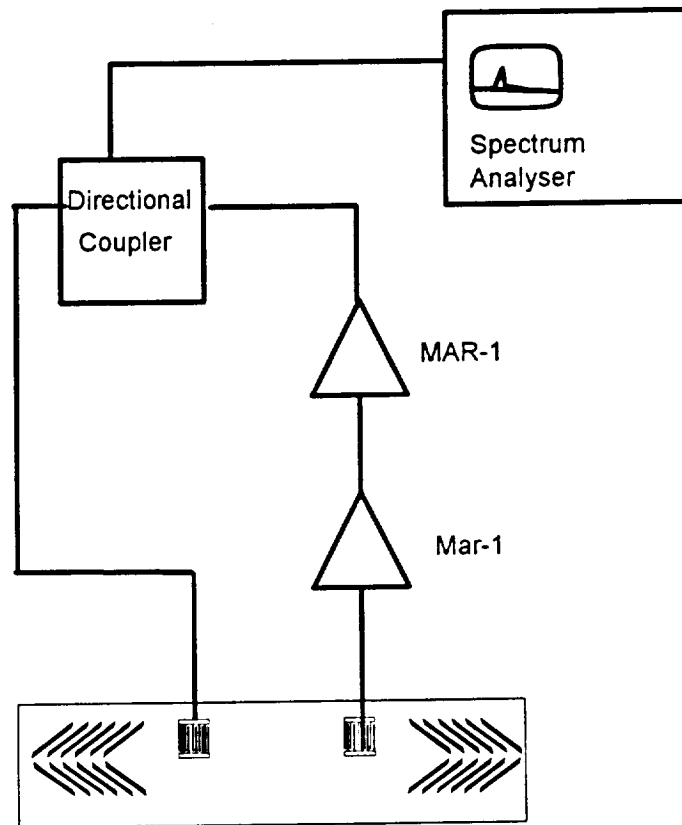 Spectrum
Analyser
Directional
Coupler
MAR-1
Mar-1